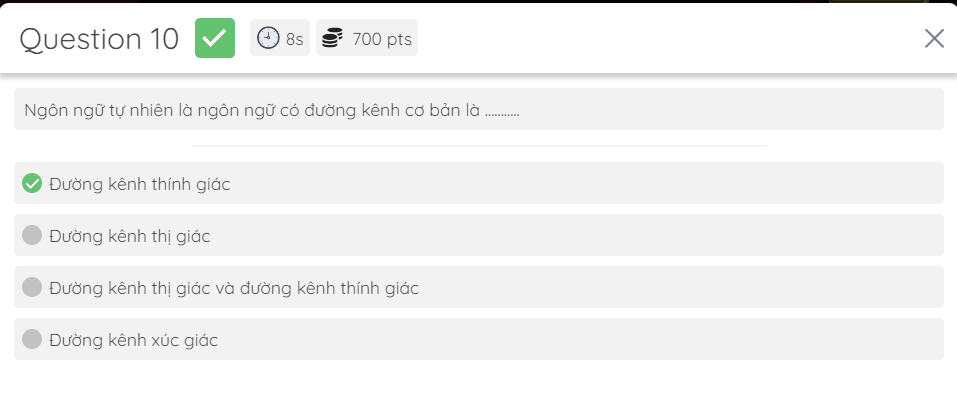 Question 10
8s
700 pts
Ngôn ngữ tự nhiên là ngôn ngữ có đường kênh cơ bản là ...........
Đường kênh thính giác
Đường kênh thị giác
Đường kênh thị giác và đường kênh thính giác
Đường kênh xúc giác